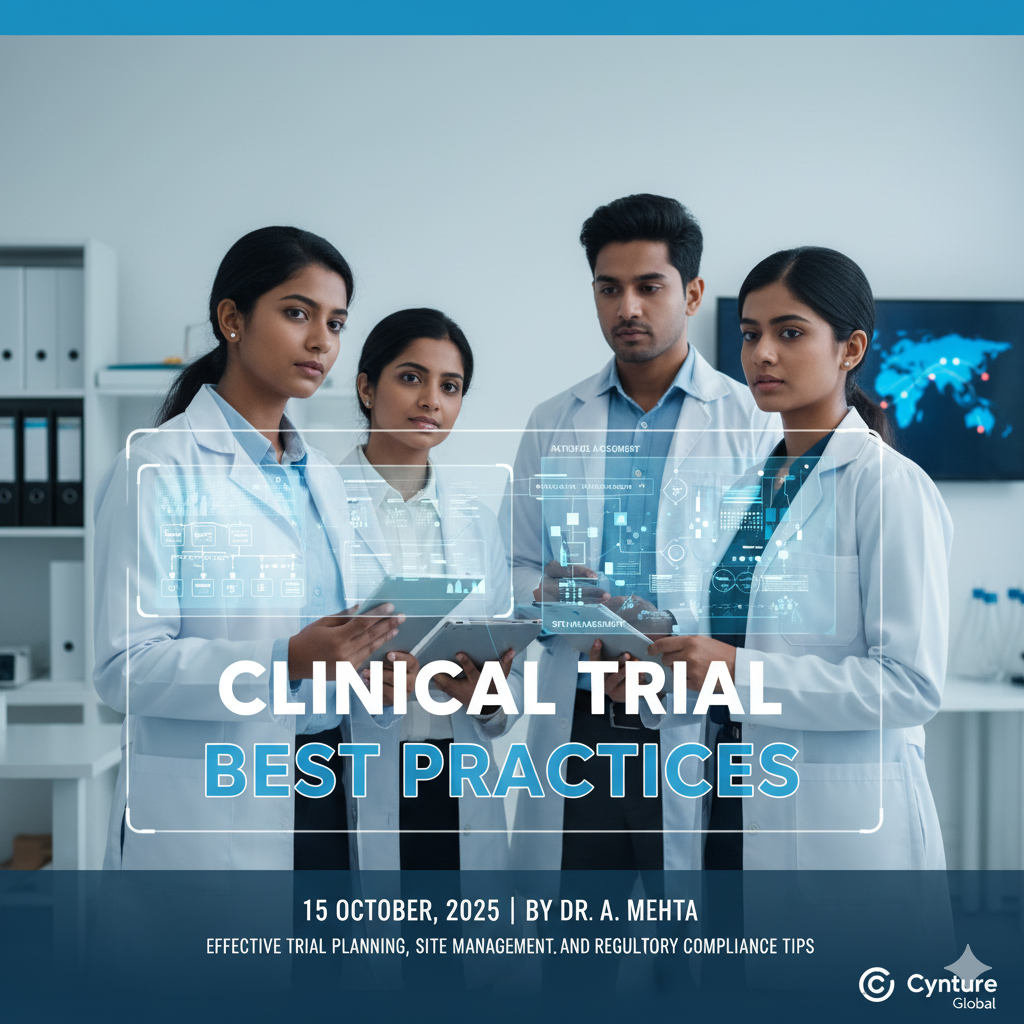 CLINICAL TRIAL
BEST PRACTICES
15 OCTOBER, 2025 | BY DR. A. MEHTA
EFFECTIVE TRIAL PLANNING, SITE MANAGEMENT. AND REGULTORY COMPLIANCE TIPS
Cynture
Global